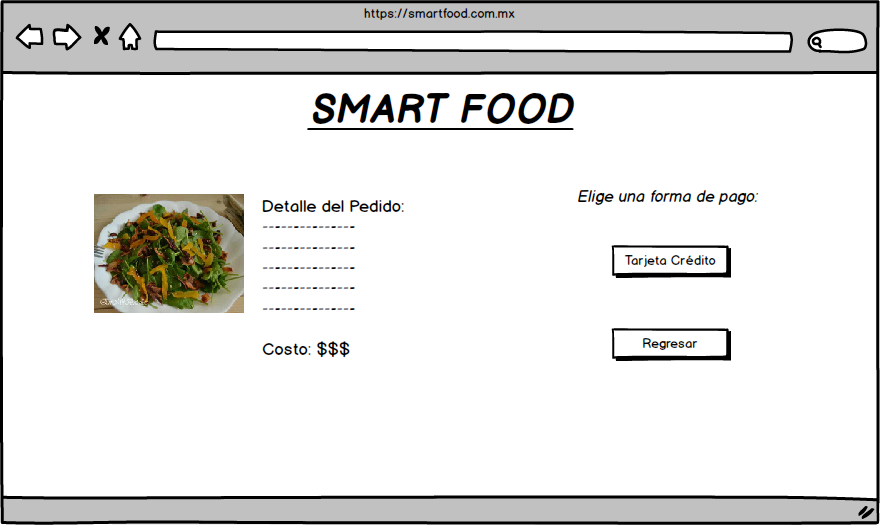 https://smartfood.com.mx
SMART FOOD
Detalle del Pedido:
---------------
---------------
---------------
---------------
---------------
Costo: $$$
Elige una forma de pago:
Tarjeta Crédito
Regresar